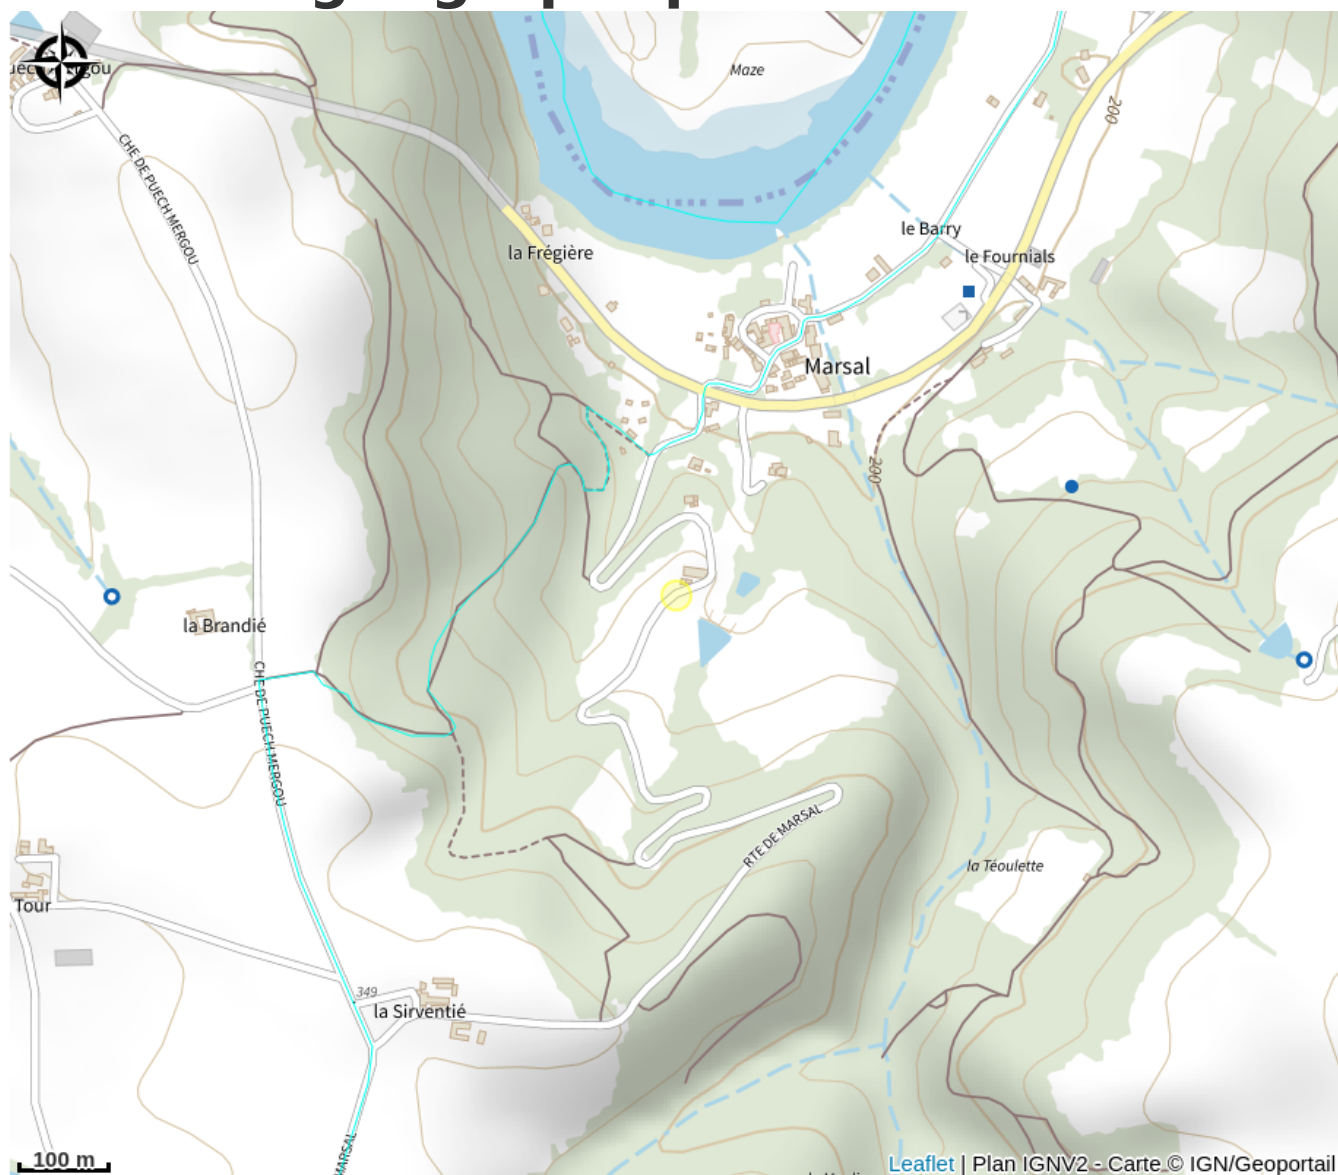 Maze
CHE DE PUECH MERGOU
200
le Barry
la Frégière
le Fournials
Marsal
200
la Brandié
CHE DE PUECH MERGOU
RTE DE MARSAL
la Téoulette
Tour
349
la Sirventié
MARSAL
100 m
Leaflet | Plan IGNV2 - Carte © IGN/Geoportail